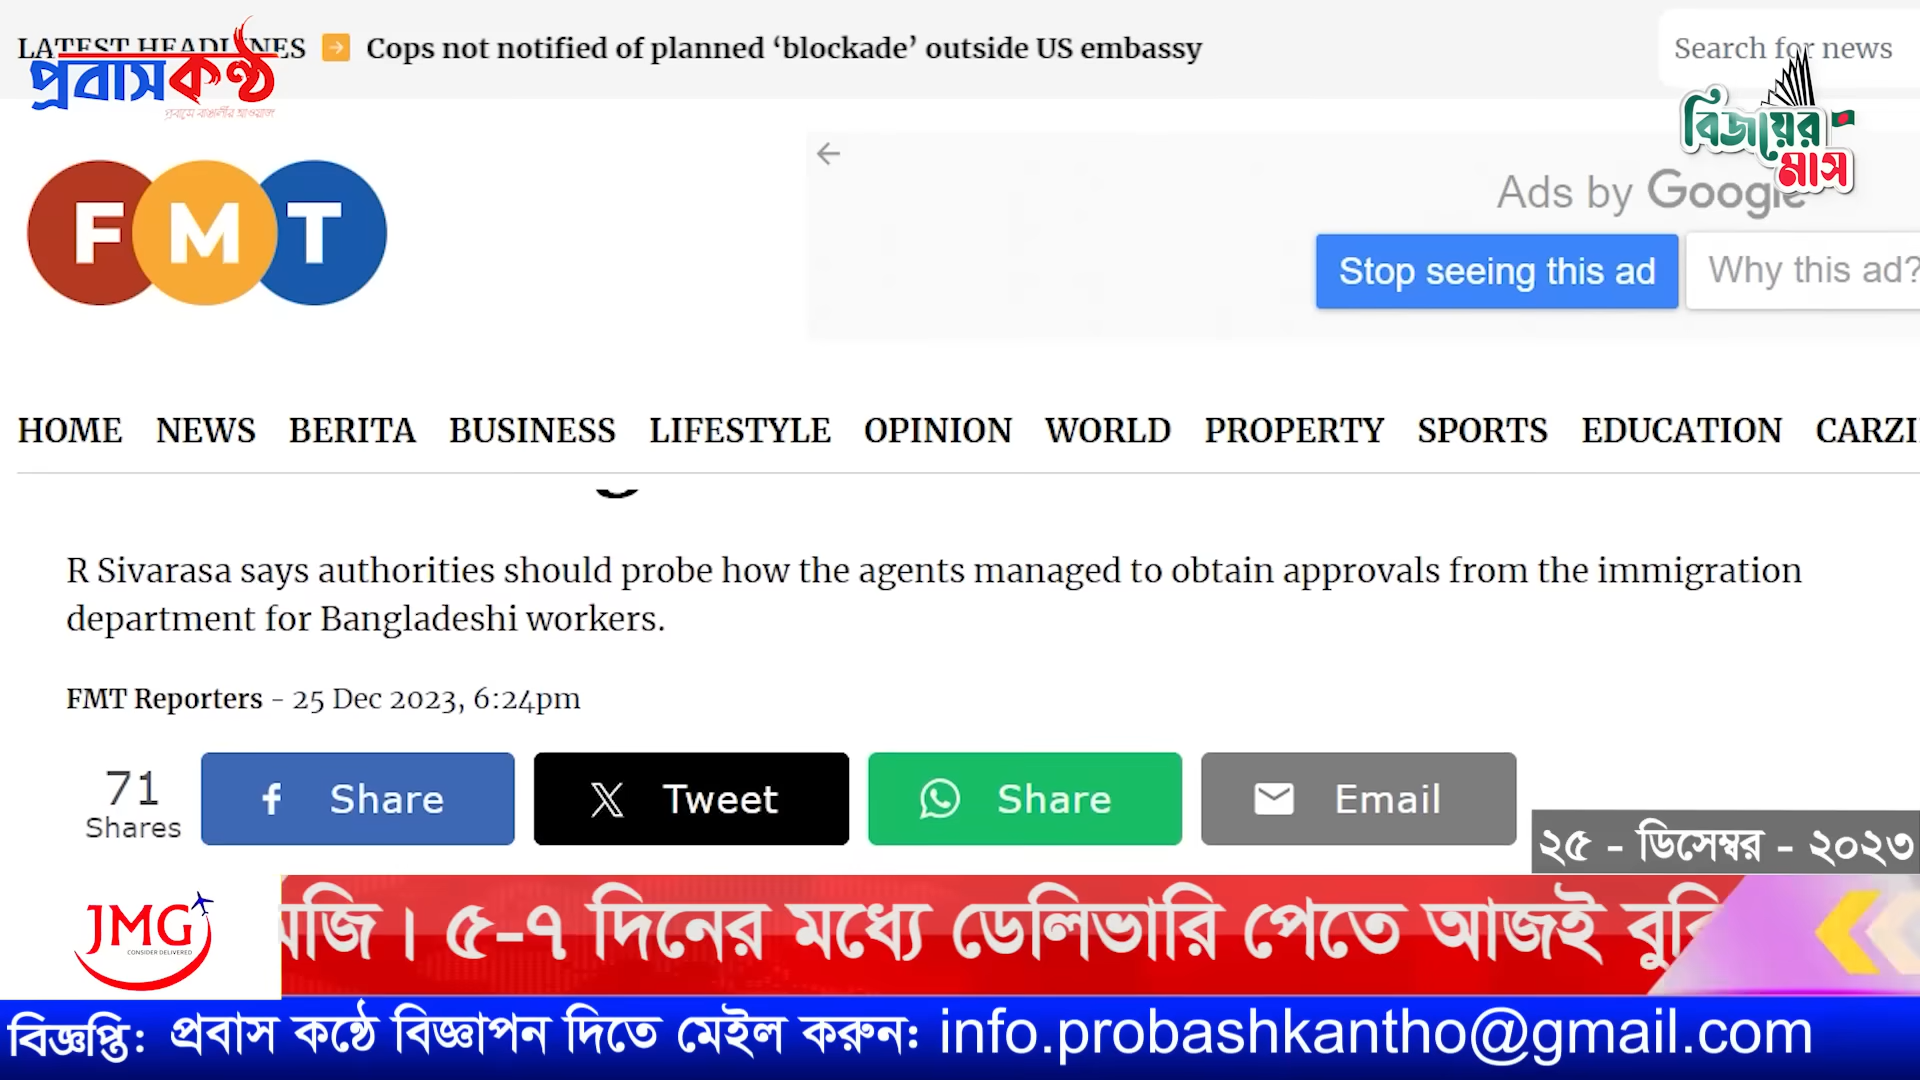 LATEST HEADLINES Cops not notified of planned ‘blockade’ outside US embassy
Search for news
প্রবাসকণ্ঠ
বিজয়ের
মাস
FMT
Ads by Google
Stop seeing this ad
Why this ad?
HOME NEWS BERITA BUSINESS LIFESTYLE OPINION WORLD PROPERTY SPORTS EDUCATION CARZI
R Sivarasa says authorities should probe how the agents managed to obtain approvals from the immigration
department for Bangladeshi workers.
FMT Reporters - 25 Dec 2023, 6:24pm
71
Shares
Share
Tweet
Share
Email
২৫ - ডিসেম্বর - ২০২৩
JMG
CONSIDER DELIVERED
৫-৭ দিনের মধ্যে ডেলিভারি পেতে আজই
বিজ্ঞপ্তি: প্রবাস কন্ঠে বিজ্ঞাপন দিতে মেইল করুন: info.probashkantho@gmail.com